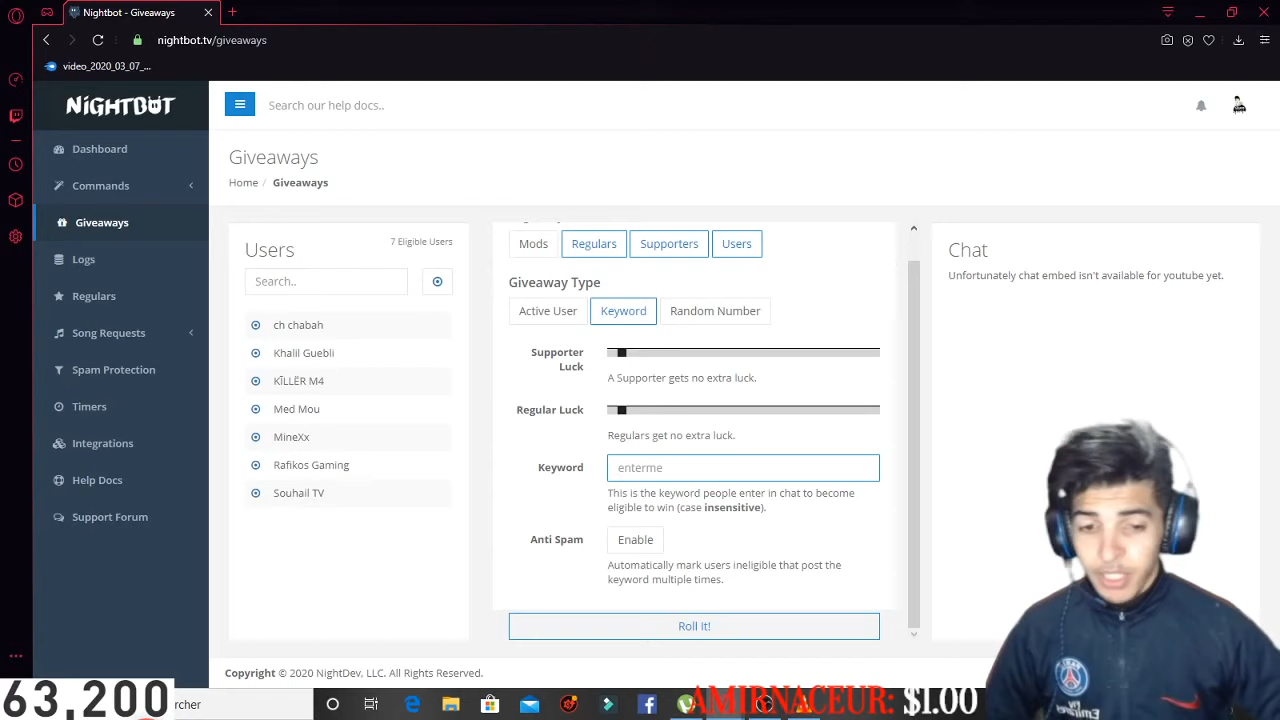 Nightbot - Giveaways
nightbot.tv/giveaways
video_2020_03_07_...
NIGHTBOT
Search our help docs..
Dashboard
Commands
Giveaways
Logs
Regulars
Song Requests
Spam Protection
Timers
Integrations
Help Docs
Support Forum
Giveaways
Home / Giveaways
Users
7 Eligible Users
Search..
ch chabah
Khalil Guebli
KÏLLËR M4
Med Mou
MineXx
Rafikos Gaming
Souhail TV
Mods Regulars Supporters Users
Giveaway Type
Active User Keyword Random Number
Supporter
Luck
A Supporter gets no extra luck.
Regular Luck
Regulars get no extra luck.
Keyword
enterme
This is the keyword people enter in chat to become
eligible to win (case insensitive).
Anti Spam
Enable
Automatically mark users ineligible that post the
keyword multiple times.
Roll It!
Chat
Unfortunately chat embed isn't available for youtube yet.
Copyright © 2020 NightDev, LLC. All Rights Reserved.
63,200
rcher
AMIRNACEUR: $1.00